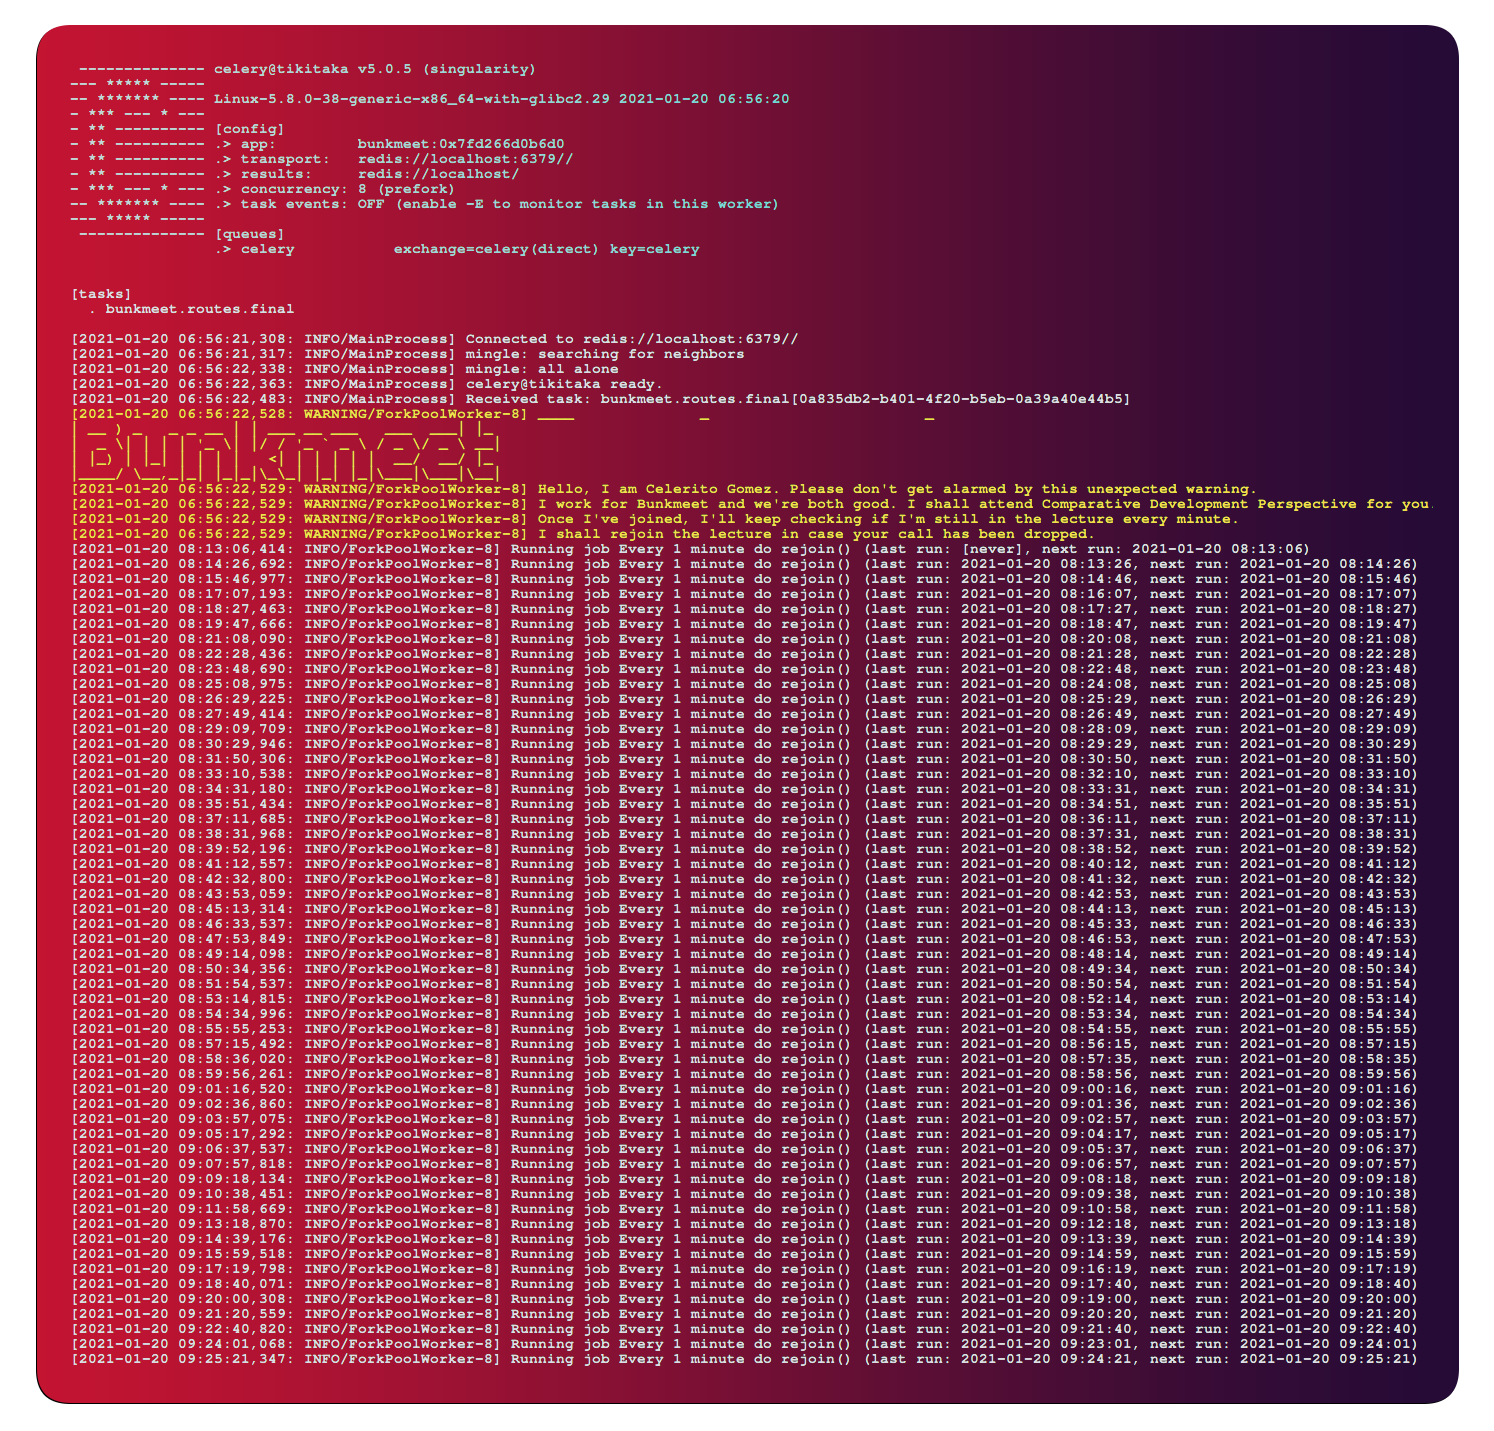 -------------- celery@tikitaka v5.0.5 (singularity)
--- ***** -----
-- ******* ---- Linux-5.8.0-38-generic-x86_64-with-glibc2.29 2021-01-20 06:56:20
- *** --- * ---
- ** ---------- [config]
- ** ---------- .> app:         bunkmeet:0x7fd266d0b6d0
- ** ---------- .> transport:   redis://localhost:6379//
- ** ---------- .> results:     redis://localhost/
- *** --- * --- .> concurrency: 8 (prefork)
-- ******* ---- .> task events: OFF (enable -E to monitor tasks in this worker)
--- ***** -----
 -------------- [queues]
                .> celery           exchange=celery(direct) key=celery
[tasks]
  . bunkmeet.routes.final
[2021-01-20 06:56:21,308: INFO/MainProcess] Connected to redis://localhost:6379//
[2021-01-20 06:56:21,317: INFO/MainProcess] mingle: searching for neighbors
[2021-01-20 06:56:22,338: INFO/MainProcess] mingle: all alone
[2021-01-20 06:56:22,363: INFO/MainProcess] celery@tikitaka ready.
[2021-01-20 06:56:22,483: INFO/MainProcess] Received task: bunkmeet.routes.final[0a835db2-b401-4f20-b5eb-0a39a40e44b5]
[2021-01-20 06:56:22,528: WARNING/ForkPoolWorker-8] ____              _                        _
| __ ) _   _ _ __ | | ___ __ ___   ___  ___| |_
|  _ \| | | | '_ \| |/ / '_ ` _ \ / _ \/ _ \ __|
| |_) | |_| | | | |   <| | | | | |  __/  __/ |_
|____/ \__,_|_| |_|_|\_\_| |_| |_|\___|\___|\__|
[2021-01-20 06:56:22,529: WARNING/ForkPoolWorker-8] Hello, I am Celerito Gomez. Please don't get alarmed by this unexpected warning.
[2021-01-20 06:56:22,529: WARNING/ForkPoolWorker-8] I work for Bunkmeet and we're both good. I shall attend Comparative Development Perspective for you.
[2021-01-20 06:56:22,529: WARNING/ForkPoolWorker-8] Once I've joined, I'll keep checking if I'm still in the lecture every minute.
[2021-01-20 06:56:22,529: WARNING/ForkPoolWorker-8] I shall rejoin the lecture in case your call has been dropped.
[2021-01-20 08:13:06,414: INFO/ForkPoolWorker-8] Running job Every 1 minute do rejoin() (last run: [never], next run: 2021-01-20 08:13:06)
[2021-01-20 08:14:26,692: INFO/ForkPoolWorker-8] Running job Every 1 minute do rejoin() (last run: 2021-01-20 08:13:26, next run: 2021-01-20 08:14:26)
[2021-01-20 08:15:46,977: INFO/ForkPoolWorker-8] Running job Every 1 minute do rejoin() (last run: 2021-01-20 08:14:46, next run: 2021-01-20 08:15:46)
[2021-01-20 08:17:07,193: INFO/ForkPoolWorker-8] Running job Every 1 minute do rejoin() (last run: 2021-01-20 08:16:07, next run: 2021-01-20 08:17:07)
[2021-01-20 08:18:27,463: INFO/ForkPoolWorker-8] Running job Every 1 minute do rejoin() (last run: 2021-01-20 08:17:27, next run: 2021-01-20 08:18:27)
[2021-01-20 08:19:47,666: INFO/ForkPoolWorker-8] Running job Every 1 minute do rejoin() (last run: 2021-01-20 08:18:47, next run: 2021-01-20 08:19:47)
[2021-01-20 08:21:08,090: INFO/ForkPoolWorker-8] Running job Every 1 minute do rejoin() (last run: 2021-01-20 08:20:08, next run: 2021-01-20 08:21:08)
[2021-01-20 08:22:28,436: INFO/ForkPoolWorker-8] Running job Every 1 minute do rejoin() (last run: 2021-01-20 08:21:28, next run: 2021-01-20 08:22:28)
[2021-01-20 08:23:48,690: INFO/ForkPoolWorker-8] Running job Every 1 minute do rejoin() (last run: 2021-01-20 08:22:48, next run: 2021-01-20 08:23:48)
[2021-01-20 08:25:08,975: INFO/ForkPoolWorker-8] Running job Every 1 minute do rejoin() (last run: 2021-01-20 08:24:08, next run: 2021-01-20 08:25:08)
[2021-01-20 08:26:29,225: INFO/ForkPoolWorker-8] Running job Every 1 minute do rejoin() (last run: 2021-01-20 08:25:29, next run: 2021-01-20 08:26:29)
[2021-01-20 08:27:49,414: INFO/ForkPoolWorker-8] Running job Every 1 minute do rejoin() (last run: 2021-01-20 08:26:49, next run: 2021-01-20 08:27:49)
[2021-01-20 08:29:09,709: INFO/ForkPoolWorker-8] Running job Every 1 minute do rejoin() (last run: 2021-01-20 08:28:09, next run: 2021-01-20 08:29:09)
[2021-01-20 08:30:29,946: INFO/ForkPoolWorker-8] Running job Every 1 minute do rejoin() (last run: 2021-01-20 08:29:29, next run: 2021-01-20 08:30:29)
[2021-01-20 08:31:50,306: INFO/ForkPoolWorker-8] Running job Every 1 minute do rejoin() (last run: 2021-01-20 08:30:50, next run: 2021-01-20 08:31:50)
[2021-01-20 08:33:10,538: INFO/ForkPoolWorker-8] Running job Every 1 minute do rejoin() (last run: 2021-01-20 08:32:10, next run: 2021-01-20 08:33:10)
[2021-01-20 08:34:31,180: INFO/ForkPoolWorker-8] Running job Every 1 minute do rejoin() (last run: 2021-01-20 08:33:31, next run: 2021-01-20 08:34:31)
[2021-01-20 08:35:51,434: INFO/ForkPoolWorker-8] Running job Every 1 minute do rejoin() (last run: 2021-01-20 08:34:51, next run: 2021-01-20 08:35:51)
[2021-01-20 08:37:11,685: INFO/ForkPoolWorker-8] Running job Every 1 minute do rejoin() (last run: 2021-01-20 08:36:11, next run: 2021-01-20 08:37:11)
[2021-01-20 08:38:31,968: INFO/ForkPoolWorker-8] Running job Every 1 minute do rejoin() (last run: 2021-01-20 08:37:31, next run: 2021-01-20 08:38:31)
[2021-01-20 08:39:52,196: INFO/ForkPoolWorker-8] Running job Every 1 minute do rejoin() (last run: 2021-01-20 08:38:52, next run: 2021-01-20 08:39:52)
[2021-01-20 08:41:12,557: INFO/ForkPoolWorker-8] Running job Every 1 minute do rejoin() (last run: 2021-01-20 08:40:12, next run: 2021-01-20 08:41:12)
[2021-01-20 08:42:32,800: INFO/ForkPoolWorker-8] Running job Every 1 minute do rejoin() (last run: 2021-01-20 08:41:32, next run: 2021-01-20 08:42:32)
[2021-01-20 08:43:53,059: INFO/ForkPoolWorker-8] Running job Every 1 minute do rejoin() (last run: 2021-01-20 08:42:53, next run: 2021-01-20 08:43:53)
[2021-01-20 08:45:13,314: INFO/ForkPoolWorker-8] Running job Every 1 minute do rejoin() (last run: 2021-01-20 08:44:13, next run: 2021-01-20 08:45:13)
[2021-01-20 08:46:33,537: INFO/ForkPoolWorker-8] Running job Every 1 minute do rejoin() (last run: 2021-01-20 08:45:33, next run: 2021-01-20 08:46:33)
[2021-01-20 08:47:53,849: INFO/ForkPoolWorker-8] Running job Every 1 minute do rejoin() (last run: 2021-01-20 08:46:53, next run: 2021-01-20 08:47:53)
[2021-01-20 08:49:14,098: INFO/ForkPoolWorker-8] Running job Every 1 minute do rejoin() (last run: 2021-01-20 08:48:14, next run: 2021-01-20 08:49:14)
[2021-01-20 08:50:34,356: INFO/ForkPoolWorker-8] Running job Every 1 minute do rejoin() (last run: 2021-01-20 08:49:34, next run: 2021-01-20 08:50:34)
[2021-01-20 08:51:54,537: INFO/ForkPoolWorker-8] Running job Every 1 minute do rejoin() (last run: 2021-01-20 08:50:54, next run: 2021-01-20 08:51:54)
[2021-01-20 08:53:14,815: INFO/ForkPoolWorker-8] Running job Every 1 minute do rejoin() (last run: 2021-01-20 08:52:14, next run: 2021-01-20 08:53:14)
[2021-01-20 08:54:34,996: INFO/ForkPoolWorker-8] Running job Every 1 minute do rejoin() (last run: 2021-01-20 08:53:34, next run: 2021-01-20 08:54:34)
[2021-01-20 08:55:55,253: INFO/ForkPoolWorker-8] Running job Every 1 minute do rejoin() (last run: 2021-01-20 08:54:55, next run: 2021-01-20 08:55:55)
[2021-01-20 08:57:15,492: INFO/ForkPoolWorker-8] Running job Every 1 minute do rejoin() (last run: 2021-01-20 08:56:15, next run: 2021-01-20 08:57:15)
[2021-01-20 08:58:36,020: INFO/ForkPoolWorker-8] Running job Every 1 minute do rejoin() (last run: 2021-01-20 08:57:35, next run: 2021-01-20 08:58:35)
[2021-01-20 08:59:56,261: INFO/ForkPoolWorker-8] Running job Every 1 minute do rejoin() (last run: 2021-01-20 08:58:56, next run: 2021-01-20 08:59:56)
[2021-01-20 09:01:16,520: INFO/ForkPoolWorker-8] Running job Every 1 minute do rejoin() (last run: 2021-01-20 09:00:16, next run: 2021-01-20 09:01:16)
[2021-01-20 09:02:36,860: INFO/ForkPoolWorker-8] Running job Every 1 minute do rejoin() (last run: 2021-01-20 09:01:36, next run: 2021-01-20 09:02:36)
[2021-01-20 09:03:57,075: INFO/ForkPoolWorker-8] Running job Every 1 minute do rejoin() (last run: 2021-01-20 09:02:57, next run: 2021-01-20 09:03:57)
[2021-01-20 09:05:17,292: INFO/ForkPoolWorker-8] Running job Every 1 minute do rejoin() (last run: 2021-01-20 09:04:17, next run: 2021-01-20 09:05:17)
[2021-01-20 09:06:37,537: INFO/ForkPoolWorker-8] Running job Every 1 minute do rejoin() (last run: 2021-01-20 09:05:37, next run: 2021-01-20 09:06:37)
[2021-01-20 09:07:57,818: INFO/ForkPoolWorker-8] Running job Every 1 minute do rejoin() (last run: 2021-01-20 09:06:57, next run: 2021-01-20 09:07:57)
[2021-01-20 09:09:18,134: INFO/ForkPoolWorker-8] Running job Every 1 minute do rejoin() (last run: 2021-01-20 09:08:18, next run: 2021-01-20 09:09:18)
[2021-01-20 09:10:38,451: INFO/ForkPoolWorker-8] Running job Every 1 minute do rejoin() (last run: 2021-01-20 09:09:38, next run: 2021-01-20 09:10:38)
[2021-01-20 09:11:58,669: INFO/ForkPoolWorker-8] Running job Every 1 minute do rejoin() (last run: 2021-01-20 09:10:58, next run: 2021-01-20 09:11:58)
[2021-01-20 09:13:18,870: INFO/ForkPoolWorker-8] Running job Every 1 minute do rejoin() (last run: 2021-01-20 09:12:18, next run: 2021-01-20 09:13:18)
[2021-01-20 09:14:39,176: INFO/ForkPoolWorker-8] Running job Every 1 minute do rejoin() (last run: 2021-01-20 09:13:39, next run: 2021-01-20 09:14:39)
[2021-01-20 09:15:59,518: INFO/ForkPoolWorker-8] Running job Every 1 minute do rejoin() (last run: 2021-01-20 09:14:59, next run: 2021-01-20 09:15:59)
[2021-01-20 09:17:19,798: INFO/ForkPoolWorker-8] Running job Every 1 minute do rejoin() (last run: 2021-01-20 09:16:19, next run: 2021-01-20 09:17:19)
[2021-01-20 09:18:40,071: INFO/ForkPoolWorker-8] Running job Every 1 minute do rejoin() (last run: 2021-01-20 09:17:40, next run: 2021-01-20 09:18:40)
[2021-01-20 09:20:00,308: INFO/ForkPoolWorker-8] Running job Every 1 minute do rejoin() (last run: 2021-01-20 09:19:00, next run: 2021-01-20 09:20:00)
[2021-01-20 09:21:20,559: INFO/ForkPoolWorker-8] Running job Every 1 minute do rejoin() (last run: 2021-01-20 09:20:20, next run: 2021-01-20 09:21:20)
[2021-01-20 09:22:40,820: INFO/ForkPoolWorker-8] Running job Every 1 minute do rejoin() (last run: 2021-01-20 09:21:40, next run: 2021-01-20 09:22:40)
[2021-01-20 09:24:01,068: INFO/ForkPoolWorker-8] Running job Every 1 minute do rejoin() (last run: 2021-01-20 09:23:01, next run: 2021-01-20 09:24:01)
[2021-01-20 09:25:21,347: INFO/ForkPoolWorker-8] Running job Every 1 minute do rejoin() (last run: 2021-01-20 09:24:21, next run: 2021-01-20 09:25:21)